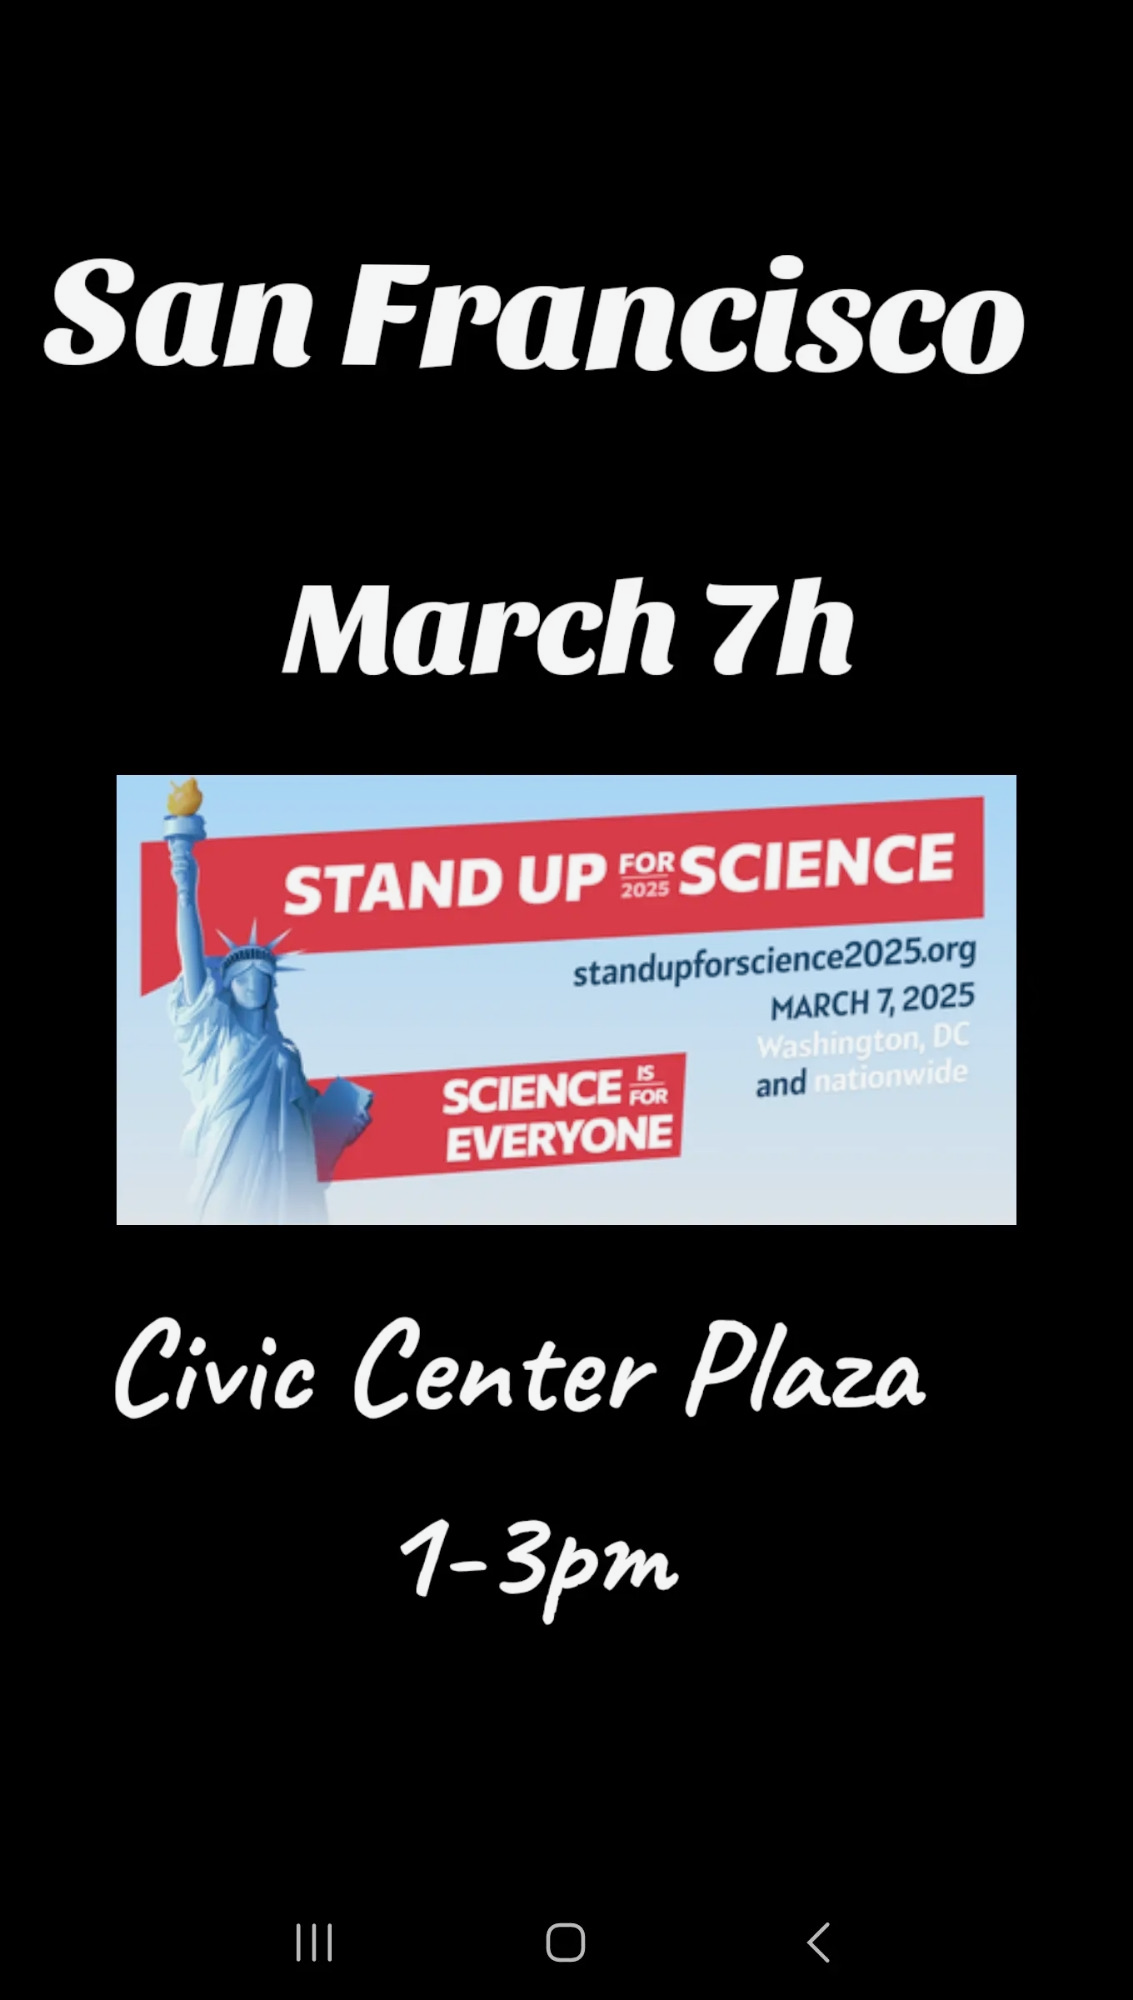 San Francisco
March 7h
STAND UP FOR 2025 SCIENCE
standupforscience2025.org
MARCH 7, 2025
Washington, DC
and nationwide
SCIENCE IS FOR
EVERYONE
Civic Center Plaza
1-3pm